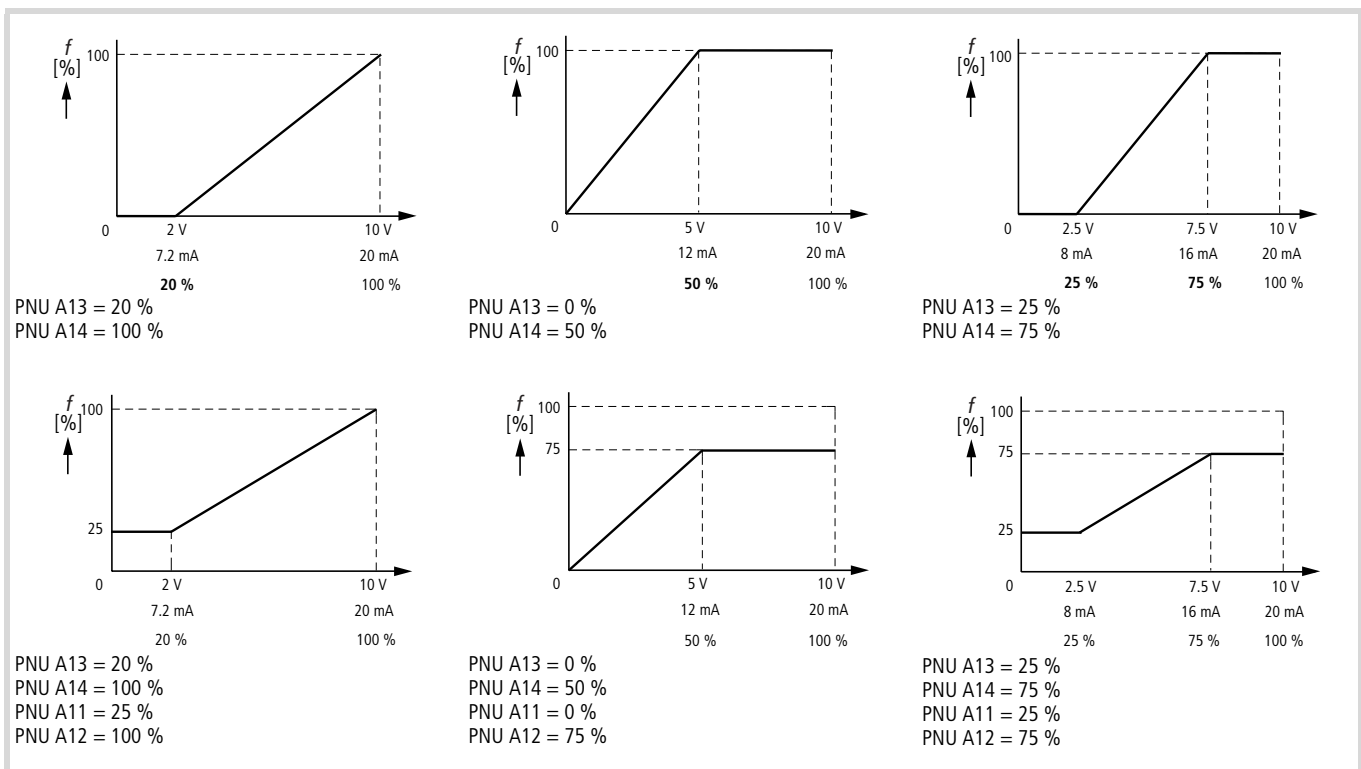 f
[%]
100
0
2 V
10 V
7.2 mA
20 mA
20 %
100 %
PNU A13 = 20 %
PNU A14 = 100 %
f
[%]
100
0
5 V
10 V
12 mA
20 mA
50 %
100 %
PNU A13 = 0 %
PNU A14 = 50 %
f
[%]
100
0
2.5 V
7.5 V
10 V
8 mA
16 mA
20 mA
25 %
75 %
100 %
PNU A13 = 25 %
PNU A14 = 75 %
f
[%]
100
25
0
2 V
10 V
7.2 mA
20 mA
20 %
100 %
PNU A13 = 20 %
PNU A14 = 100 %
PNU A11 = 25 %
PNU A12 = 100 %
f
[%]
100
75
0
5 V
10 V
12 mA
20 mA
50 %
100 %
PNU A13 = 0 %
PNU A14 = 50 %
PNU A11 = 0 %
PNU A12 = 75 %
f
[%]
100
75
25
0
2.5 V
7.5 V
10 V
8 mA
16 mA
20 mA
25 %
75 %
100 %
PNU A13 = 25 %
PNU A14 = 75 %
PNU A11 = 25 %
PNU A12 = 75 %